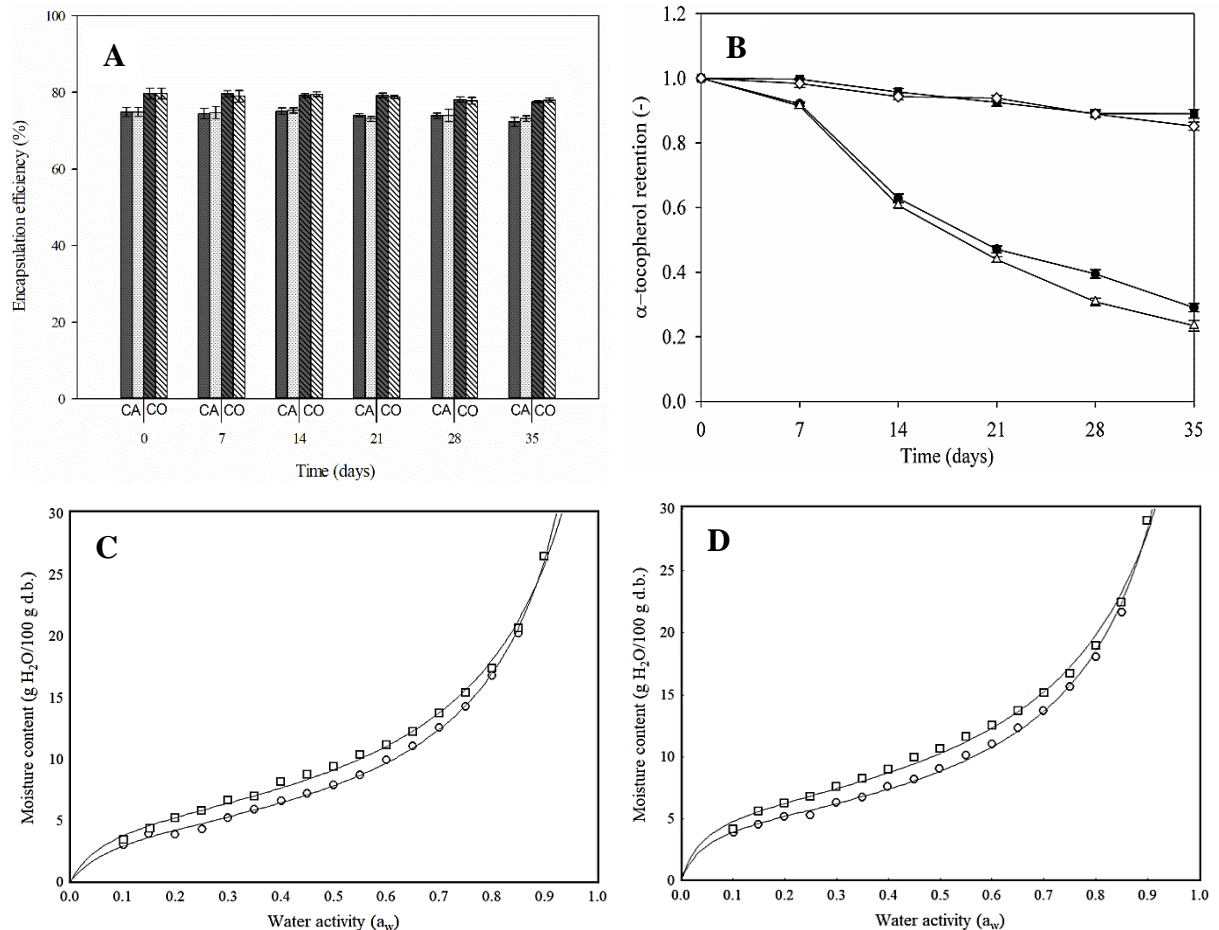 A
Encapsulation efficiency (%)
100
80
60
40
20
0
CA CO CA CO CA CO CA CO CA CO CA CO
0 7 14 21 28 35
Time (days)
B
α−tocopherol retention (-)
1.2
1.0
0.8
0.6
0.4
0.2
0.0
0 7 14 21 28 35
Time (days)
C
Moisture content (g H₂O/100 g d.b.)
30
25
20
15
10
5
0
0.0 0.1 0.2 0.3 0.4 0.5 0.6 0.7 0.8 0.9 1.0
Water activity (a_w)
D
Moisture content (g H₂O/100 g d.b.)
30
25
20
15
10
5
0
0.0 0.1 0.2 0.3 0.4 0.5 0.6 0.7 0.8 0.9 1.0
Water activity (a_w)